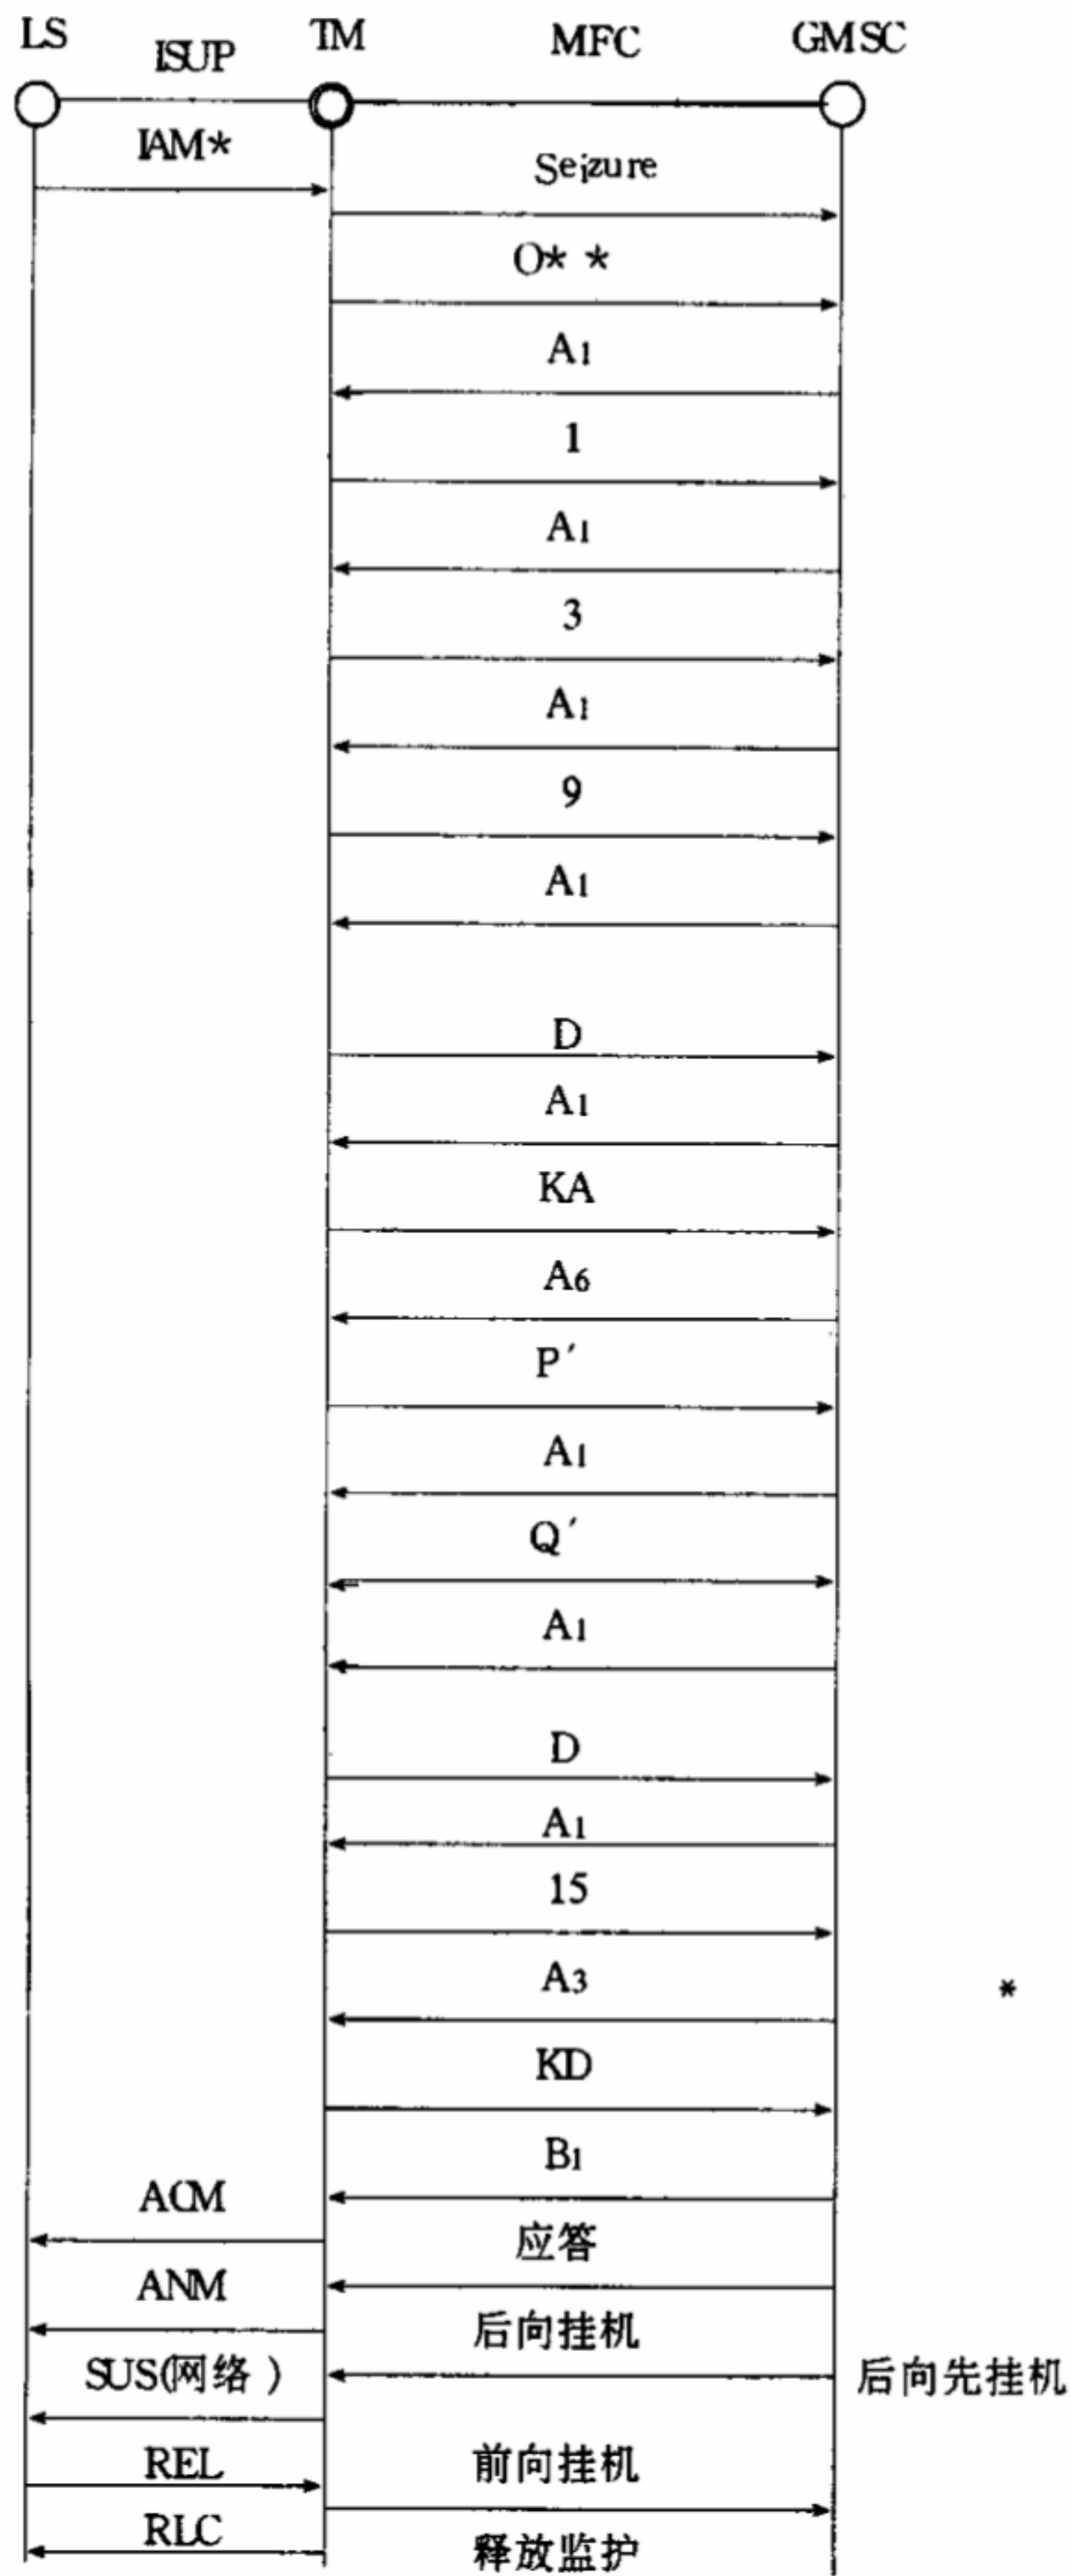 LS ISUP TM MFC GMSC
IAM*
Seizure
O* *
A1
1
A1
3
A1
9
A1
D
A1
KA
A6
P′
A1
Q′
A1
D
A1
15
A3 *
KD
B1
ACM
应答
ANM
后向挂机
SUS(网络) 后向先挂机
REL 前向挂机
RLC 释放监护